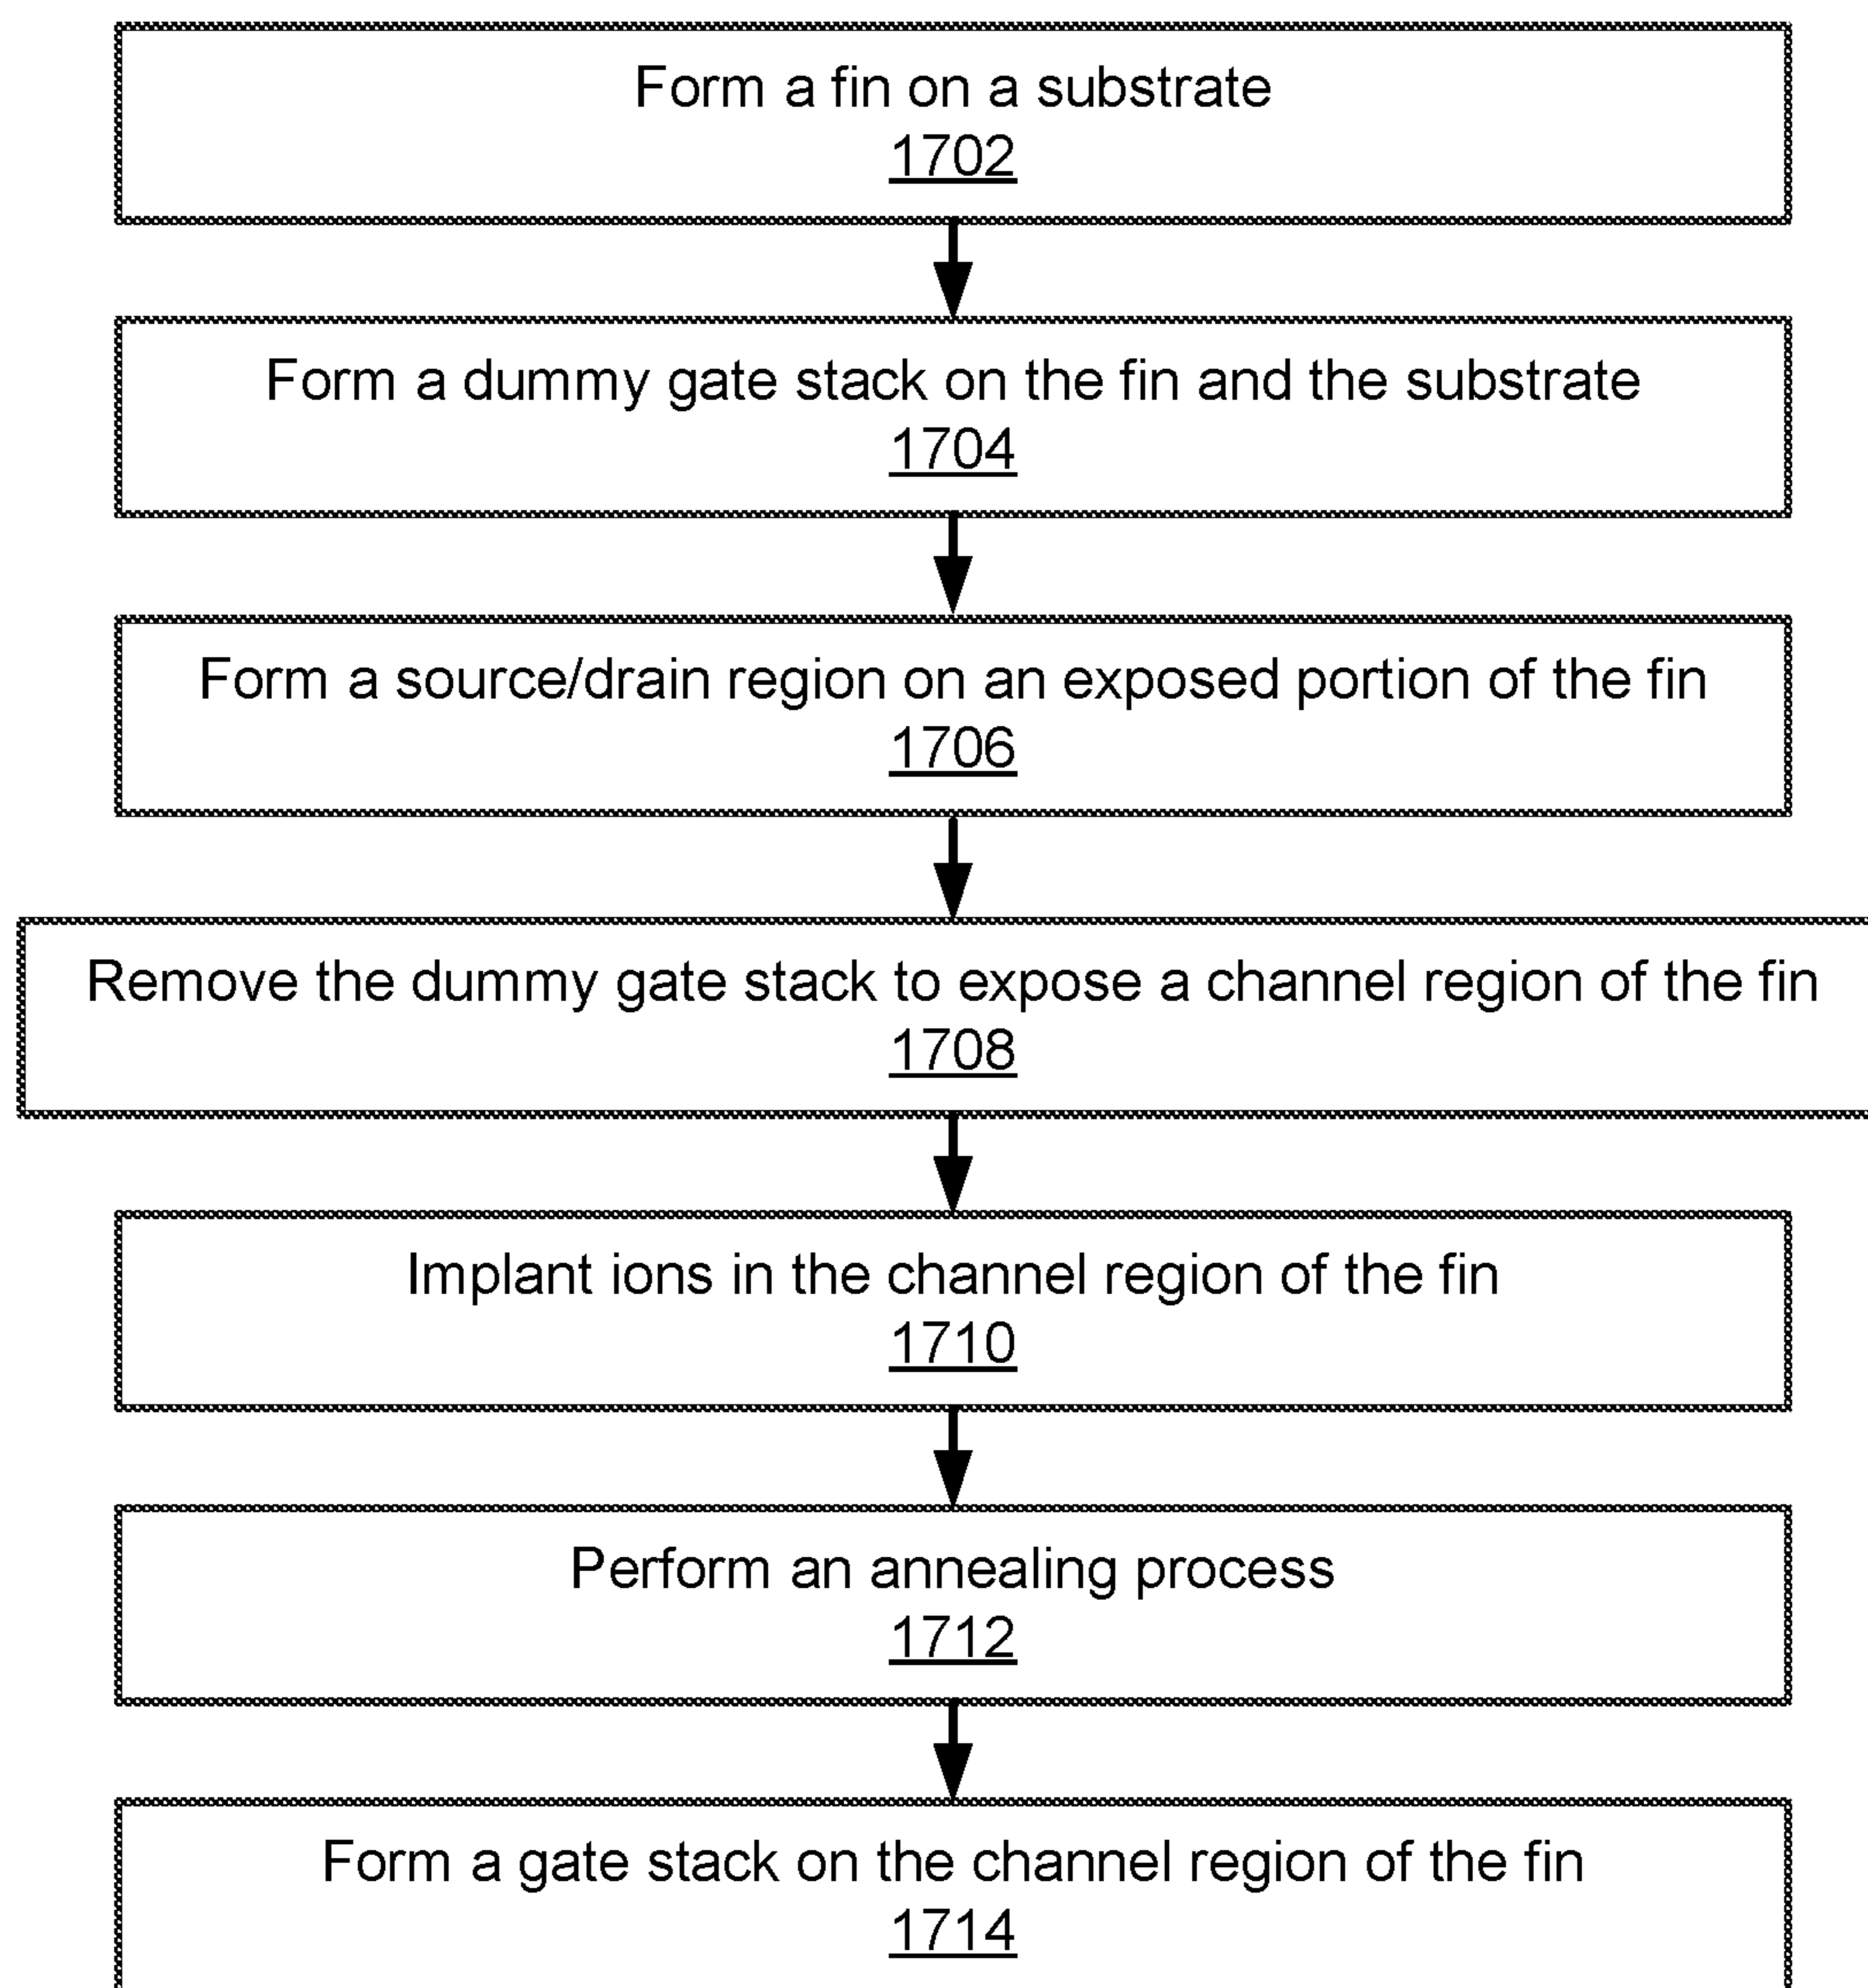 Form a fin on a substrate
1702
Form a dummy gate stack on the fin and the substrate
1704
Form a source/drain region on an exposed portion of the fin
1706
Remove the dummy gate stack to expose a channel region of the fin
1708
Implant ions in the channel region of the fin
1710
Perform an annealing process
1712
Form a gate stack on the channel region of the fin
1714